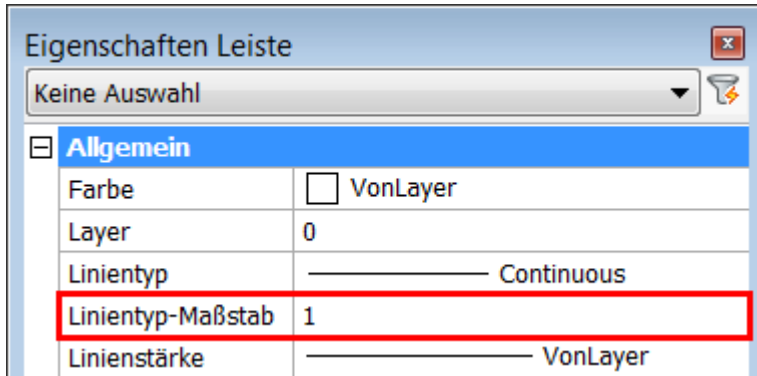 Eigenschaften Leiste
Keine Auswahl
Allgemein
Farbe VonLayer
Layer 0
Linientyp Continuous
Linientyp-Maßstab 1
Linienstärke VonLayer